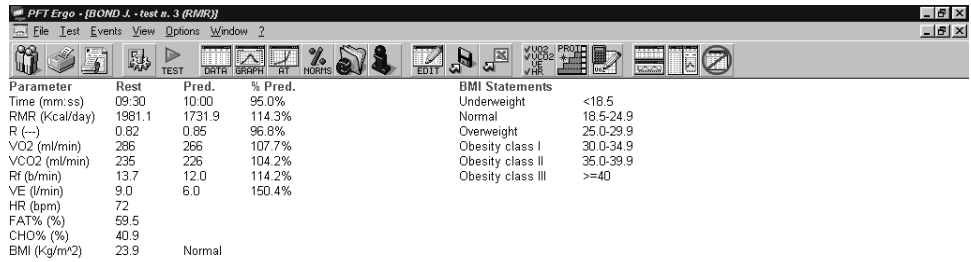 PFT Ergo - [BOND J. - test n. 3 (RMR)]
File Test Events View Options Window ?
TEST DATA GRAPH AT NORMS EDIT VO2 VCO2 VE HR PROT VO2
Parameter Rest Pred. % Pred. BMI Statements
Time (mm:ss) 09:30 10:00 95.0% Underweight <18.5
RMR (Kcal/day) 1981.1 1731.9 114.3% Normal 18.5-24.9
R (---) 0.82 0.85 96.8% Overweight 25.0-29.9
VO2 (ml/min) 286 266 107.7% Obesity class I 30.0-34.9
VCO2 (ml/min) 235 226 104.2% Obesity class II 35.0-39.9
Rf (b/min) 13.7 12.0 114.2% Obesity class III >=40
VE (l/min) 9.0 6.0 150.4%
HR (bpm) 72
FAT% (%) 59.5
CHO% (%) 40.9
BMI (Kg/m^2) 23.9 Normal